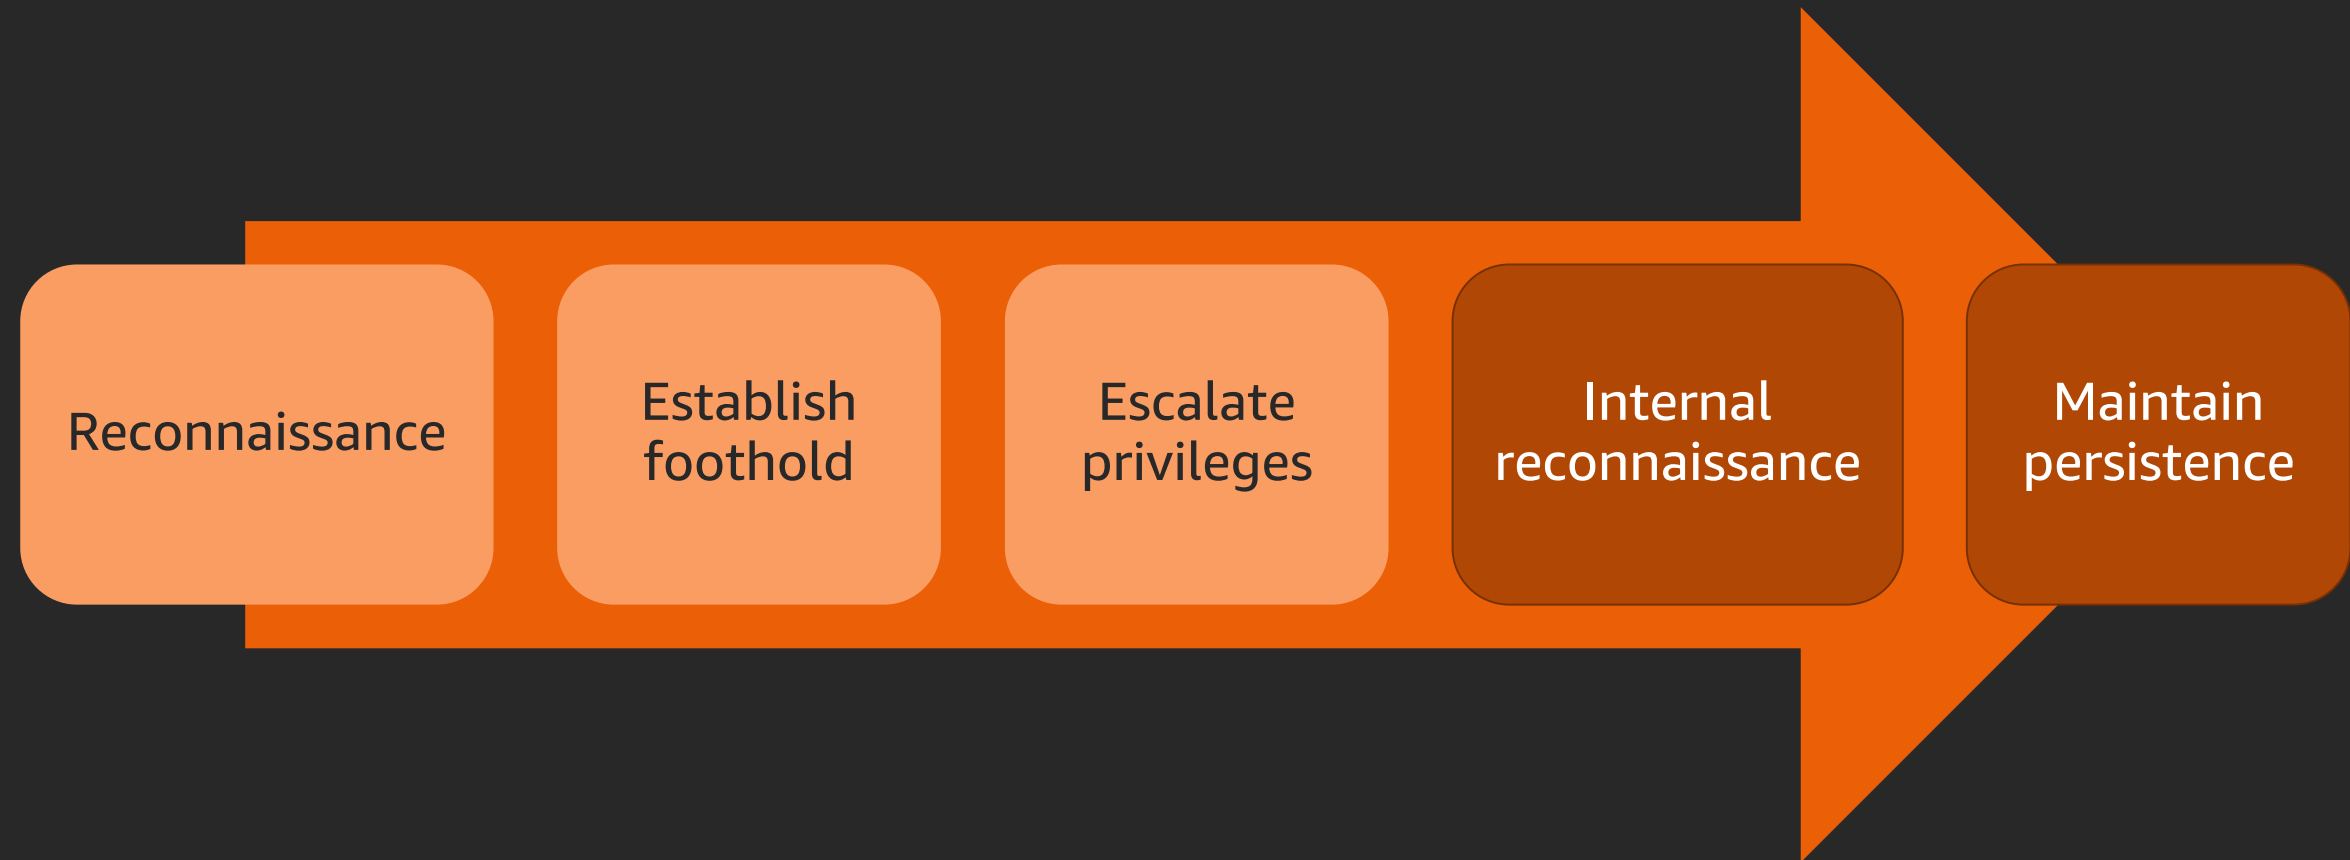 Reconnaissance
Establish
foothold
Escalate
privileges
Internal
reconnaissance
Maintain
persistence